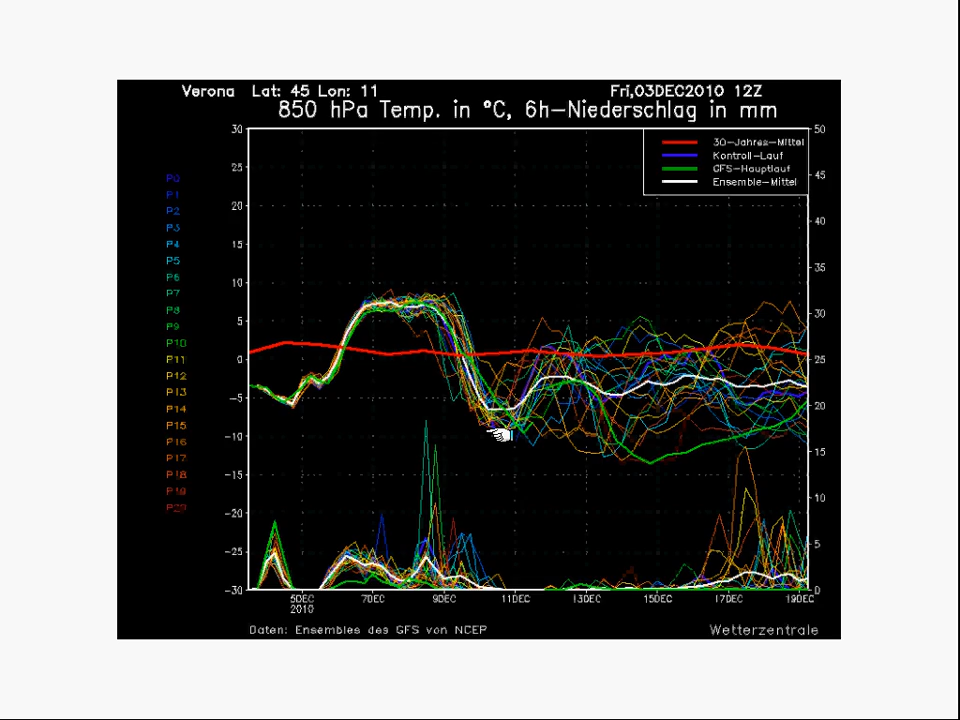 Verona Lat: 45 Lon: 11 Fri,03DEC2010 12Z
850 hPa Temp. in °C, 6h-Niederschlag in mm
30-Jahres-Mittel
Kontroll-Lauf
GFS-Hauptlauf
Ensemble-Mittel
30
25
20
15
10
5
0
-5
-10
-15
-20
-25
-30
50
45
40
35
30
25
20
15
10
5
0
P0
P1
P2
P3
P4
P5
P6
P7
P8
P9
P10
P11
P12
P13
P14
P15
P16
P17
P18
P19
P20
5DEC 7DEC 9DEC 11DEC 13DEC 15DEC 17DEC 19DEC
2010
Daten: Ensembles des GFS von NCEP Wetterzentrale